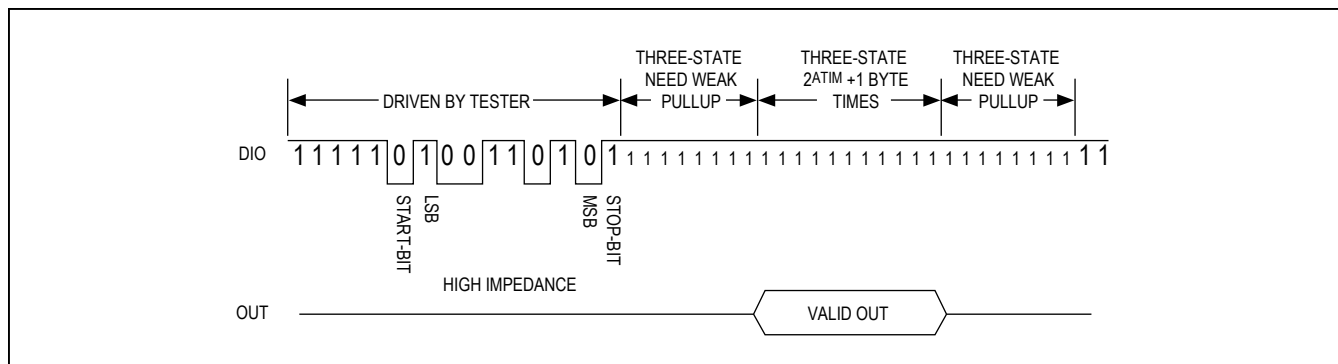 THREE-STATE
NEED WEAK
PULLUP
THREE-STATE
2ATIM +1 BYTE
TIMES
THREE-STATE
NEED WEAK
PULLUP
DRIVEN BY TESTER
DIO
1 1 1 1 0 1 0 0 1 1 0 1 0 1 1 1 1 1 1 1 1 1 1 1 1 1 1 1 1 1 1 1 1 1 1 1 1 1 1 1 1 1
START-BIT
LSB
MSB
STOP-BIT
HIGH IMPEDANCE
OUT
VALID OUT